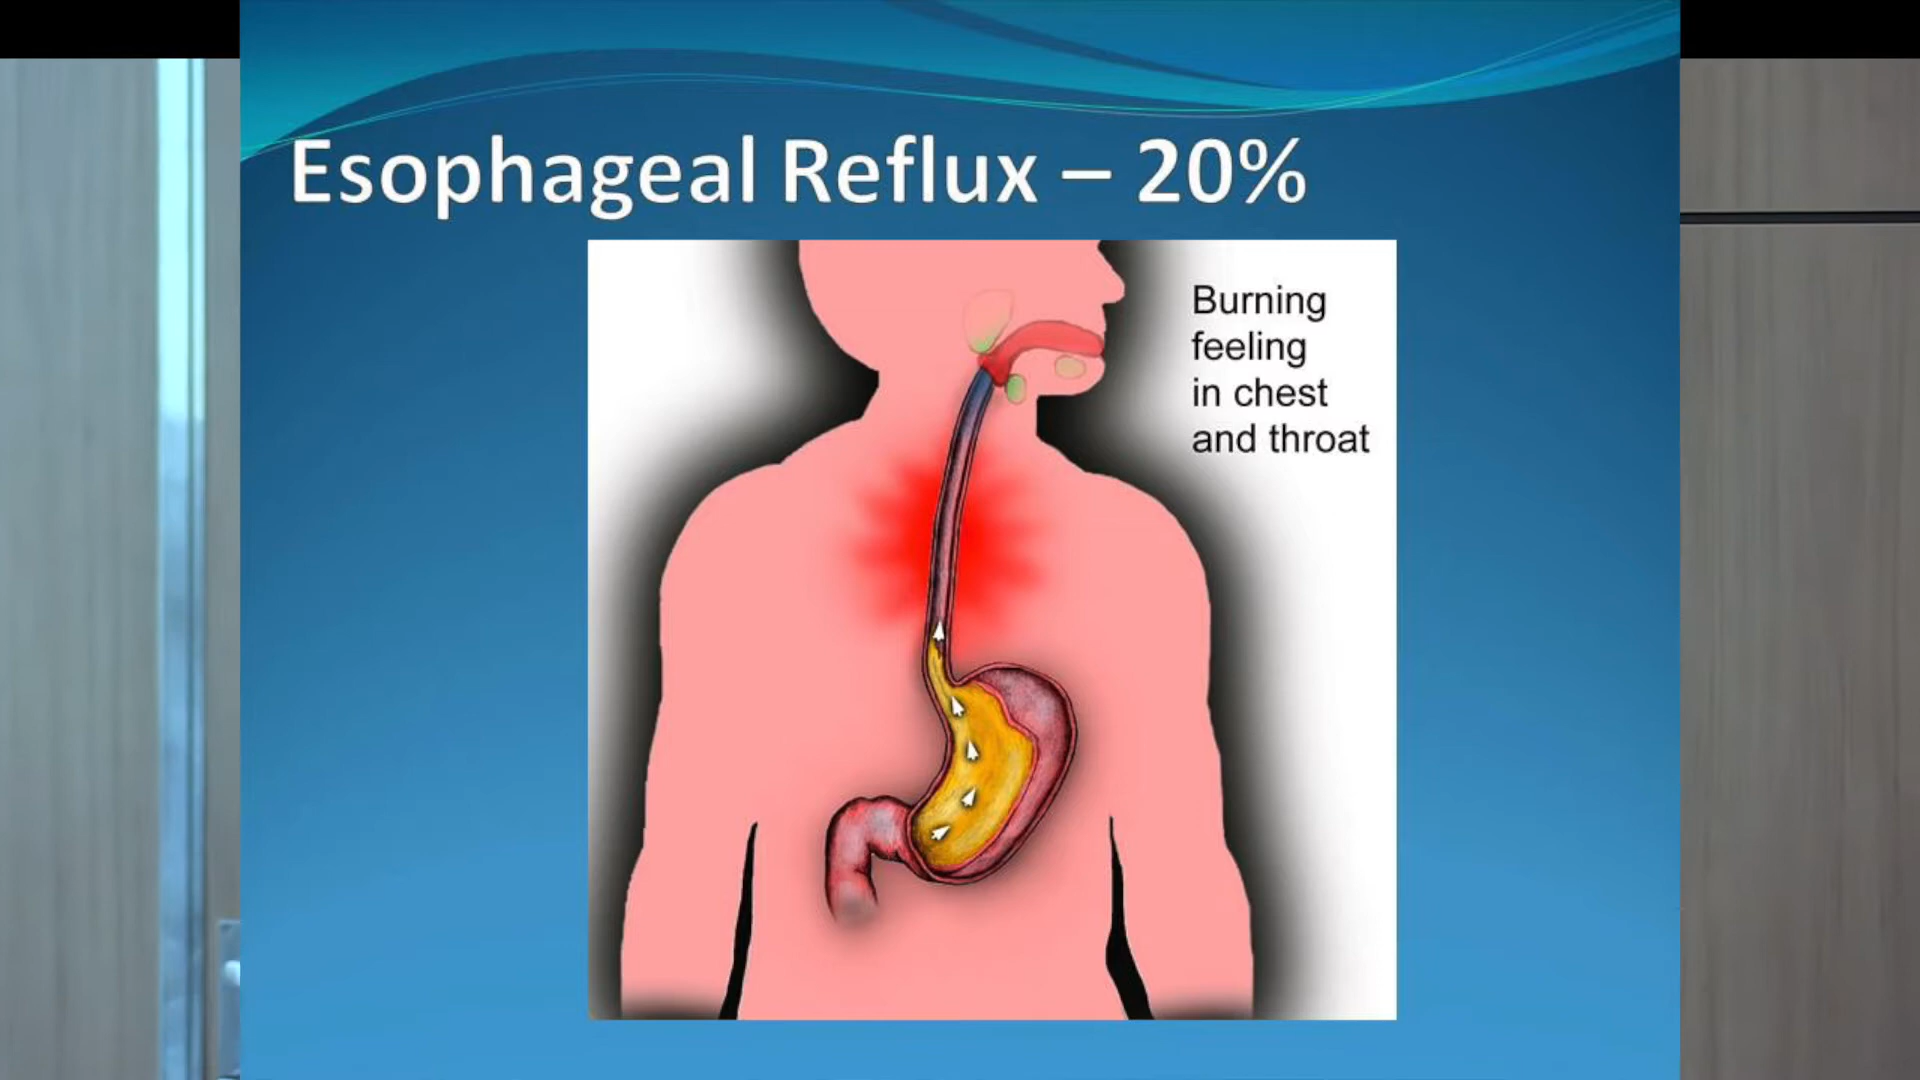 Esophageal Reflux – 20%
Burning
feeling
in chest
and throat